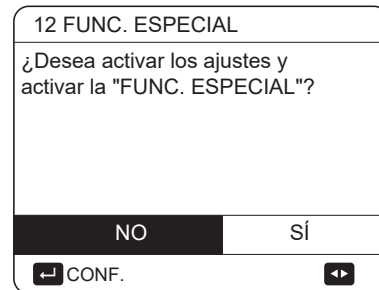 12 FUNC. ESPECIAL
¿Desea activar los ajustes y
activar la "FUNC. ESPECIAL"?
NO SÍ
CONF.